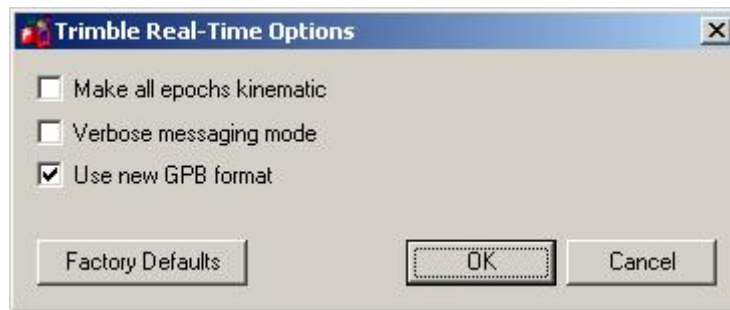 Trimble Real-Time Options
Make all epochs kinematic
Verbose messaging mode
Use new GPB format
Factory Defaults OK Cancel